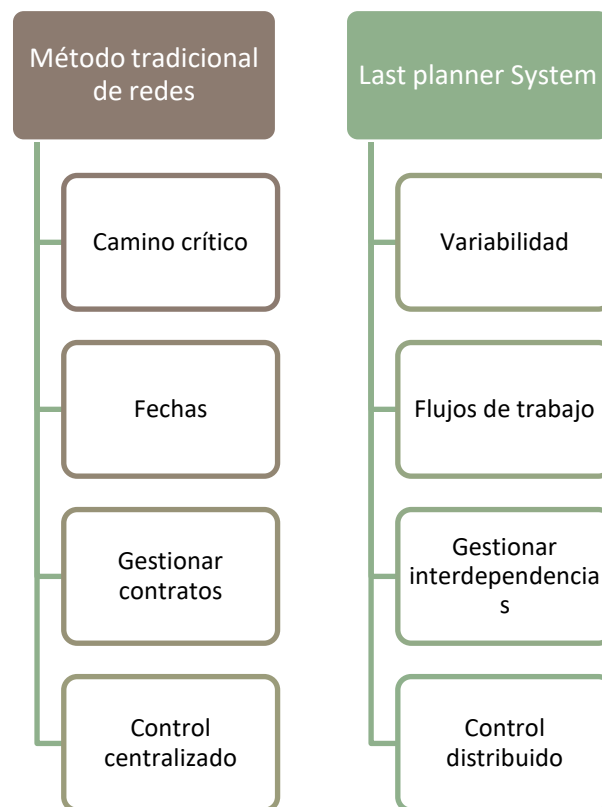 Método tradicional
de redes
Camino crítico
Fechas
Gestionar
contratos
Control
centralizado
Last planner System
Variabilidad
Flujos de trabajo
Gestionar
interdependencia
s
Control
distribuido